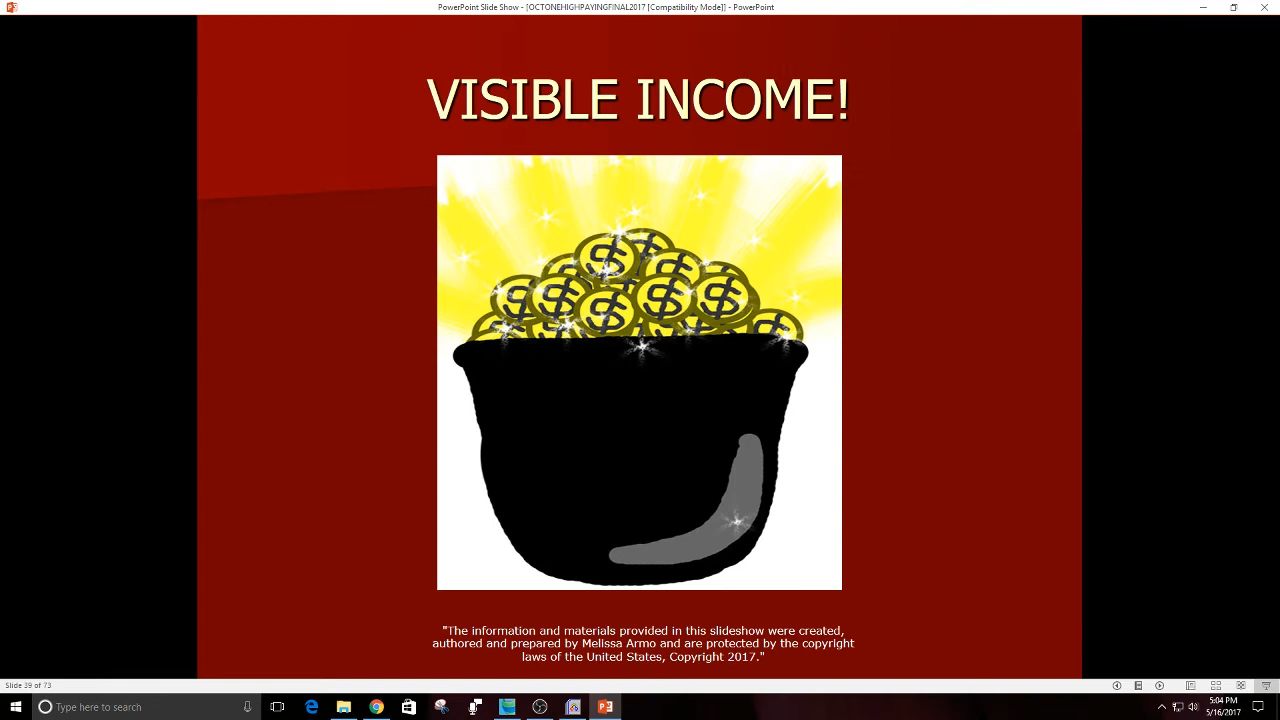 PowerPoint Slide Show - [OCTONEHIGHPAYINGFINAL2017 [Compatibility Mode]] - PowerPoint
VISIBLE INCOME!
"The information and materials provided in this slideshow were created,
authored and prepared by Melissa Armo and are protected by the copyright
laws of the United States, Copyright 2017."
Slide 39 of 73
Type here to search
5:04 PM
5/16/2017